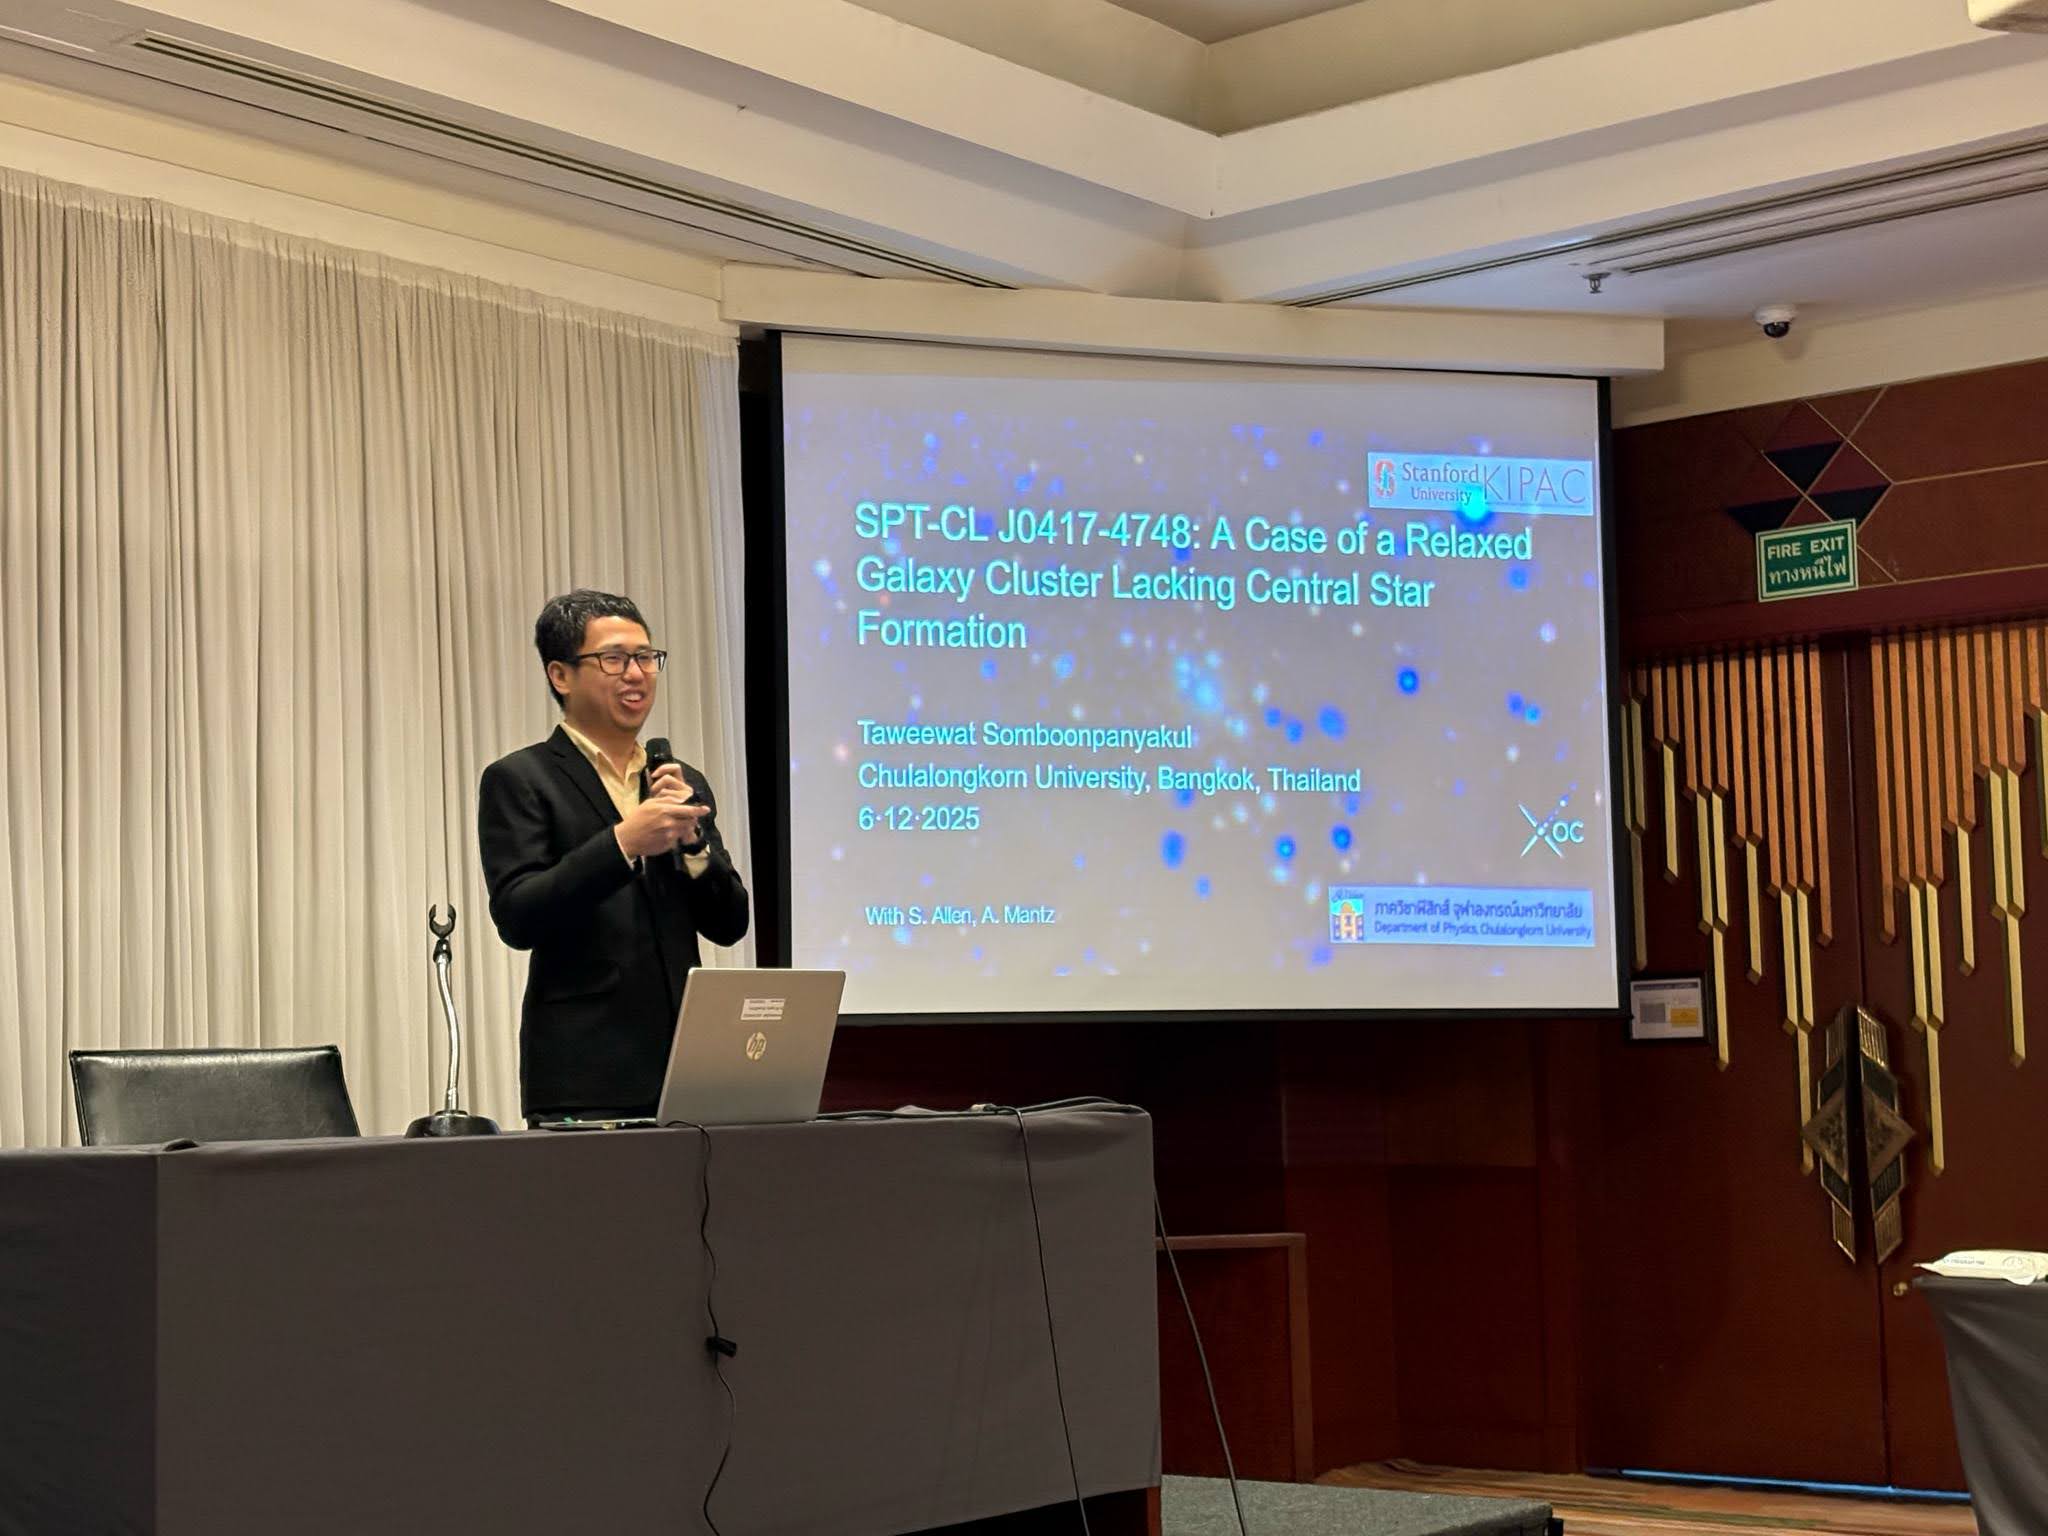 Stanford
University
KIPAC
SPT-CL J0417-4748: A Case of a Relaxed
Galaxy Cluster Lacking Central Star
Formation
Taweewat Somboonpanyakul
Chulalongkorn University, Bangkok, Thailand
6·12·2025
XOC
With S. Allen, A. Mantz
ภาควิชาฟิสิกส์ จุฬาลงกรณ์มหาวิทยาลัย
Department of Physics, Chulalongkorn University
FIRE EXIT
ทางหนีไฟ
hp